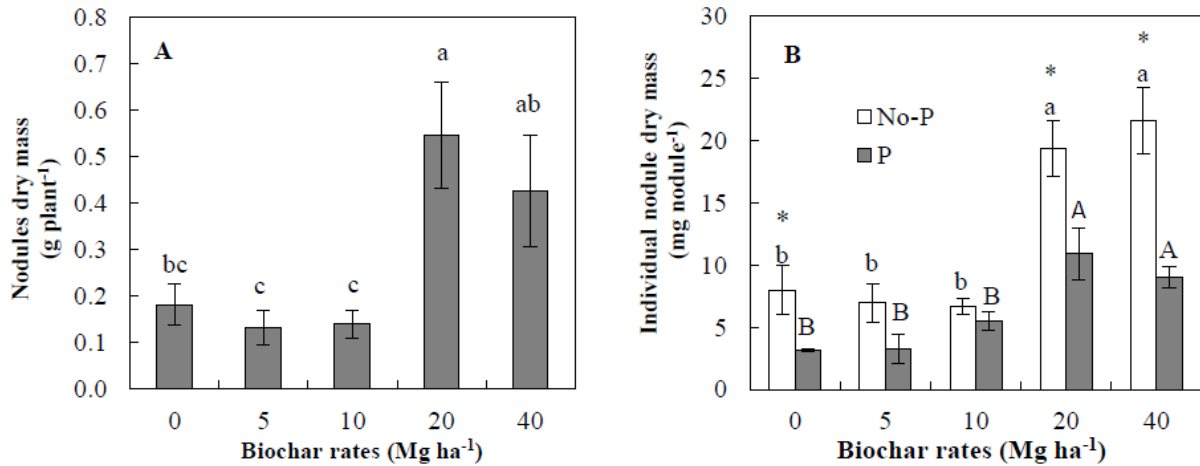 A
Nodules dry mass
(g plant⁻¹)
0.8
0.7
0.6
0.5
0.4
0.3
0.2
0.1
0.0
bc
c
c
a
ab
0 5 10 20 40
Biochar rates (Mg ha⁻¹)
B
Individual nodule dry mass
(mg nodule⁻¹)
30
25
20
15
10
5
0
No-P
P
*
b
B
b
B
b
B
*
a
A
*
a
A
0 5 10 20 40
Biochar rates (Mg ha⁻¹)